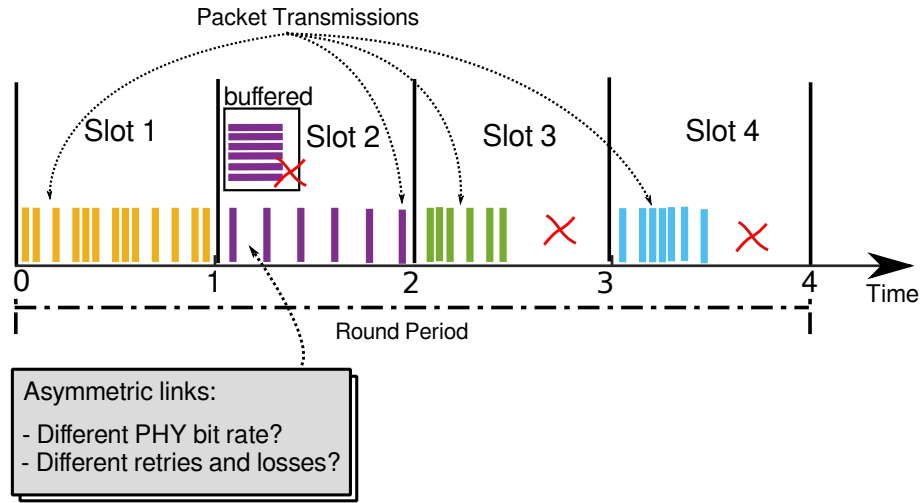 Packet Transmissions
buffered
Slot 1
Slot 2
Slot 3
Slot 4
0
1
2
3
4
Time
Round Period
Asymmetric links:
- Different PHY bit rate?
- Different retries and losses?